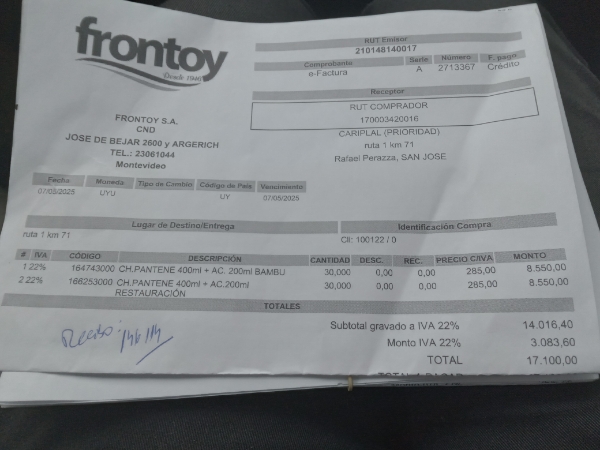 frontoy
Desde 1940
RUT Emisor
210148140017
Comprobante Serie Número F. pago
e-Factura A 2713367 Crédito
Receptor
RUT COMPRADOR
170003420016
CARIPLAL (PRIORIDAD)
ruta 1 km 71
Rafael Perazza, SAN JOSE
FRONTOY S.A.
CND
JOSE DE BEJAR 2600 y ARGERICH
TEL.: 23061044
Montevideo
Fecha Moneda Tipo de Cambio Código de País Vencimiento
07/05/2025 UYU UY 07/05/2025
Lugar de Destino/Entrega Identificación Compra
ruta 1 km 71 Cli: 100122 / 0
# IVA CÓDIGO DESCRIPCIÓN CANTIDAD DESC. REC. PRECIO C/IVA MONTO
1 22% 164743000 CH.PANTENE 400ml + AC. 200ml BAMBU 30,000 0,00 0,00 285,00 8.550,00
2 22% 166253000 CH.PANTENE 400ml + AC.200ml 30,000 0,00 0,00 285,00 8.550,00
RESTAURACIÓN
TOTALES
Subtotal gravado a IVA 22% 14.016,40
Monto IVA 22% 3.083,60
TOTAL 17.100,00
Recibo: